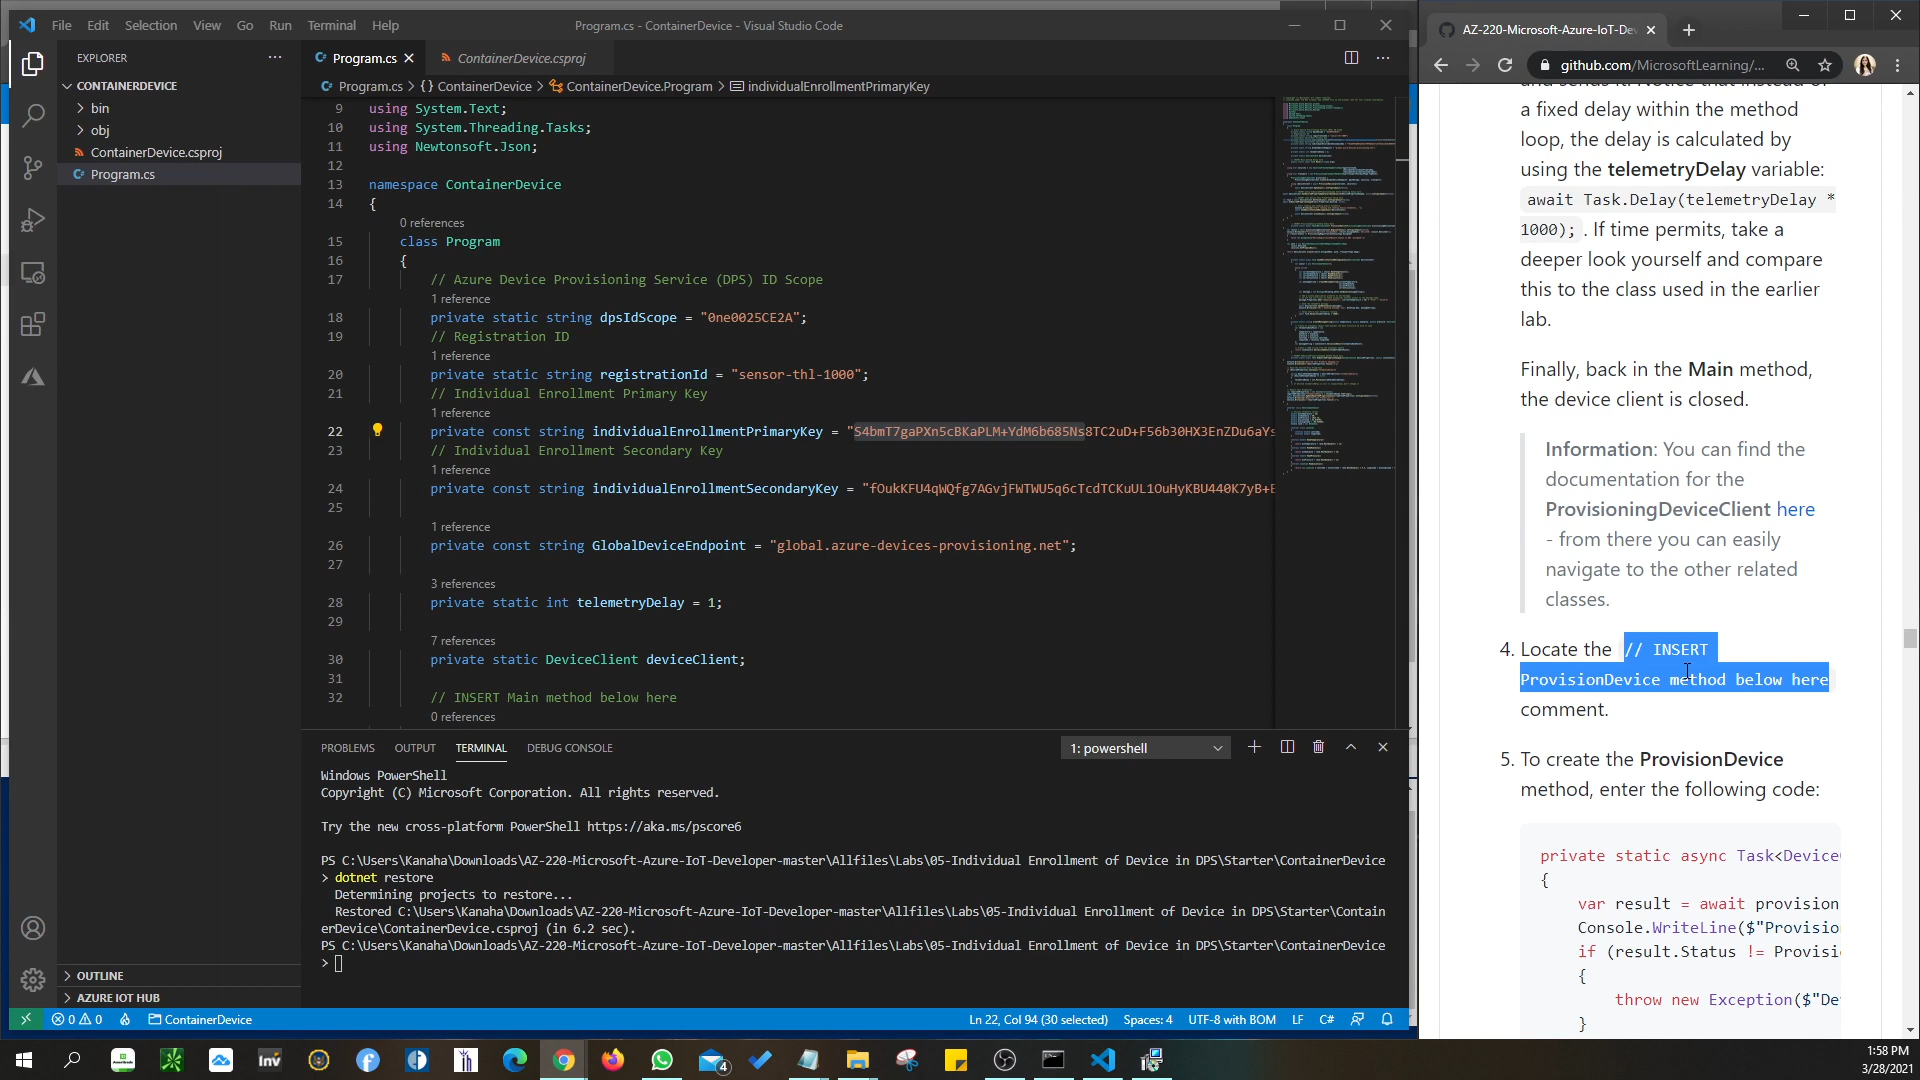 File Edit Selection View Go Run Terminal Help
Program.cs - ContainerDevice - Visual Studio Code
EXPLORER
CONTAINERDEVICE
bin
obj
ContainerDevice.csproj
Program.cs
OUTLINE
AZURE IOT HUB
Program.cs
ContainerDevice.csproj
Program.cs > {} ContainerDevice > ContainerDevice.Program > individualEnrollmentPrimaryKey
9 using System.Text;
10 using System.Threading.Tasks;
11 using Newtonsoft.Json;
12
13 namespace ContainerDevice
14 {
0 references
15 class Program
16 {
17 // Azure Device Provisioning Service (DPS) ID Scope
1 reference
18 private static string dpsIdScope = "0ne0025CE2A";
19 // Registration ID
1 reference
20 private static string registrationId = "sensor-thl-1000";
21 // Individual Enrollment Primary Key
1 reference
22 private const string individualEnrollmentPrimaryKey = "S4bmT7gaPXn5cBKaPLM+YdM6b685Ns8TC2uD+F56b30HX3EnZDu6aYs
23 // Individual Enrollment Secondary Key
1 reference
24 private const string individualEnrollmentSecondaryKey = "fOukKFU4qWQfg7AGvjFWTWU5q6cTcdTCKuUL1OuHyKBU440K7yB+E
25
1 reference
26 private const string GlobalDeviceEndpoint = "global.azure-devices-provisioning.net";
27
3 references
28 private static int telemetryDelay = 1;
29
7 references
30 private static DeviceClient deviceClient;
31
32 // INSERT Main method below here
0 references
PROBLEMS OUTPUT TERMINAL DEBUG CONSOLE
1: powershell
Windows PowerShell
Copyright (C) Microsoft Corporation. All rights reserved.
Try the new cross-platform PowerShell https://aka.ms/pscore6
PS C:\Users\Kanaha\Downloads\AZ-220-Microsoft-Azure-IoT-Developer-master\Allfiles\Labs\05-Individual Enrollment of Device in DPS\Starter\ContainerDevice
> dotnet restore
Determining projects to restore...
Restored C:\Users\Kanaha\Downloads\AZ-220-Microsoft-Azure-IoT-Developer-master\Allfiles\Labs\05-Individual Enrollment of Device in DPS\Starter\Contain
erDevice\ContainerDevice.csproj (in 6.2 sec).
PS C:\Users\Kanaha\Downloads\AZ-220-Microsoft-Azure-IoT-Developer-master\Allfiles\Labs\05-Individual Enrollment of Device in DPS\Starter\ContainerDevice
>
0 0 ContainerDevice
Ln 22, Col 94 (30 selected) Spaces: 4 UTF-8 with BOM LF C#
AZ-220-Microsoft-Azure-IoT-De
github.com/MicrosoftLearning/...
a fixed delay within the method
loop, the delay is calculated by
using the telemetryDelay variable:
await Task.Delay(telemetryDelay *
1000); . If time permits, take a
deeper look yourself and compare
this to the class used in the earlier
lab.
Finally, back in the Main method,
the device client is closed.
Information: You can find the
documentation for the
ProvisioningDeviceClient here
- from there you can easily
navigate to the other related
classes.
4. Locate the // INSERT
ProvisionDevice method below here
comment.
5. To create the ProvisionDevice
method, enter the following code:
private static async Task<Device
{
var result = await provision
Console.WriteLine($"Provisio
if (result.Status != Provisi
{
throw new Exception($"De
}
Inv
4
1:58 PM
3/28/2021